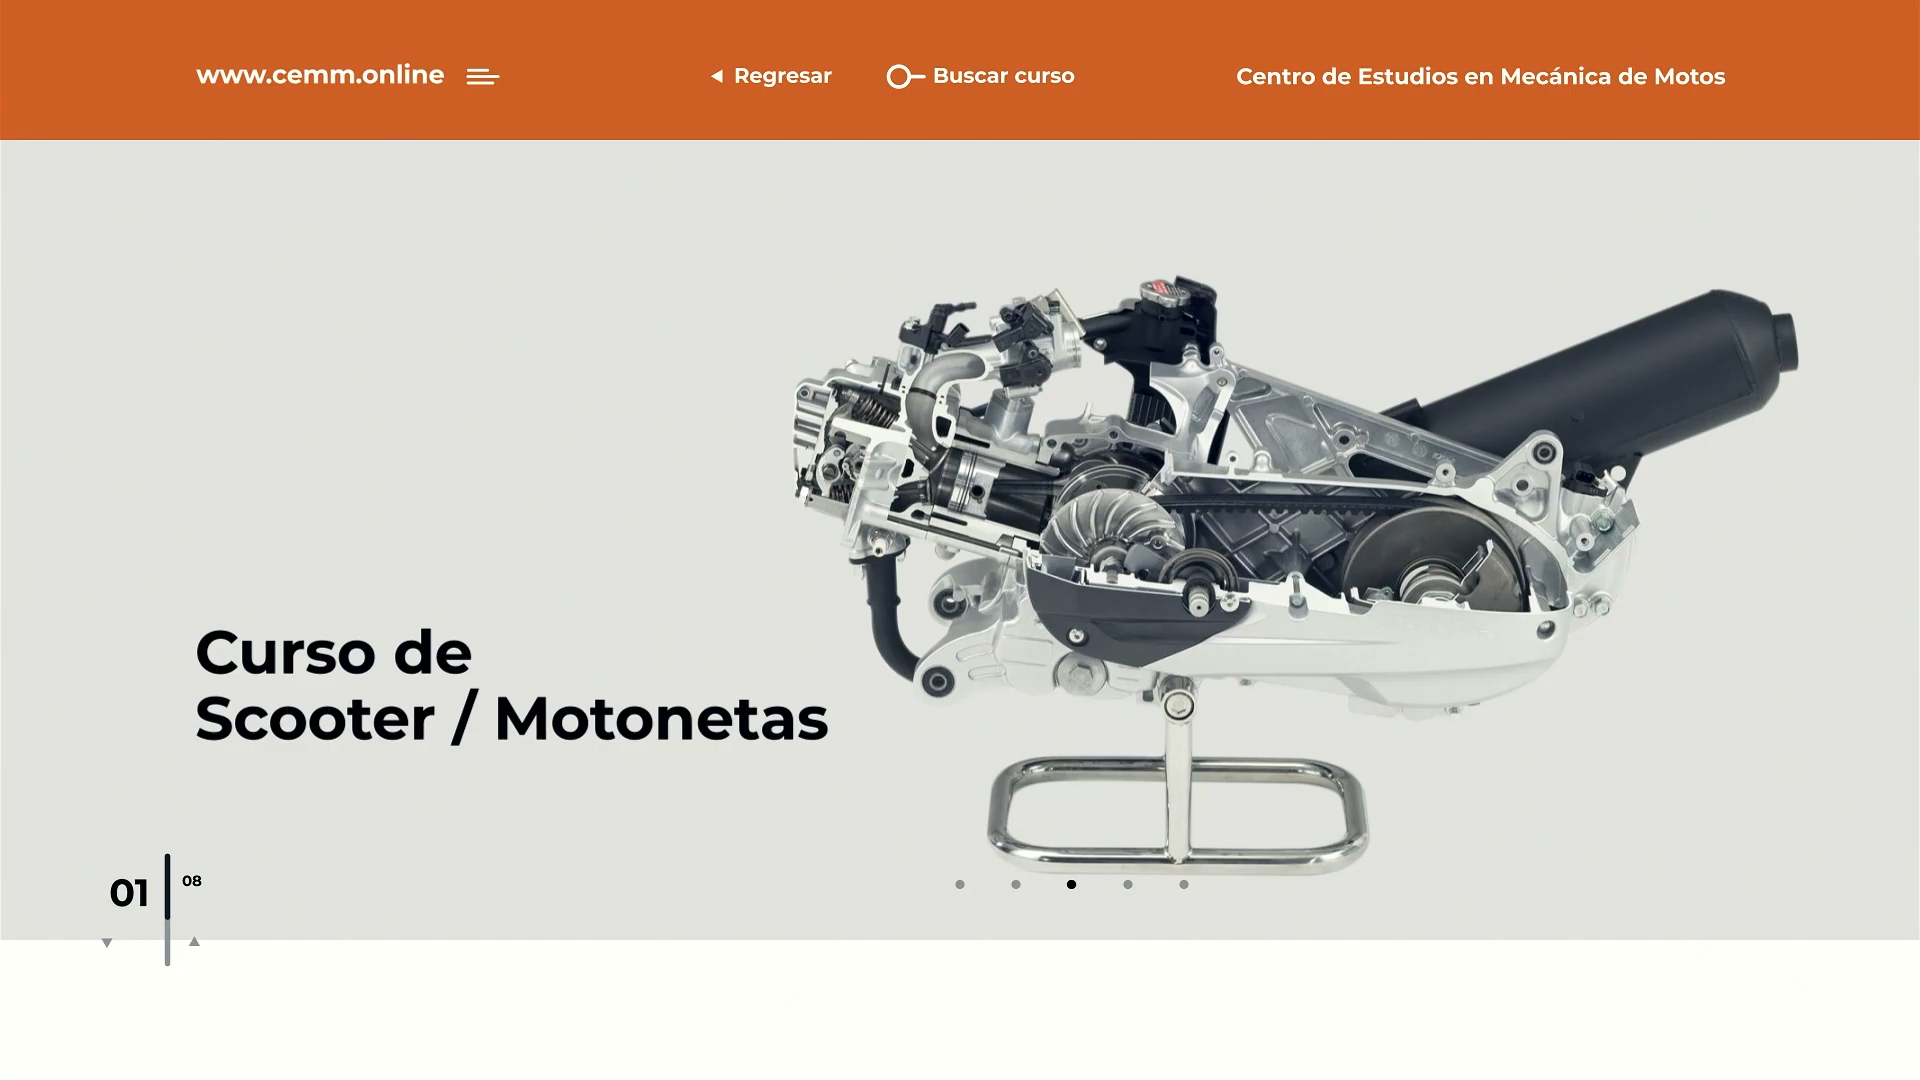 www.cemm.online
Regresar
Buscar curso
Centro de Estudios en Mecánica de Motos
Curso de
Scooter / Motonetas
01
08